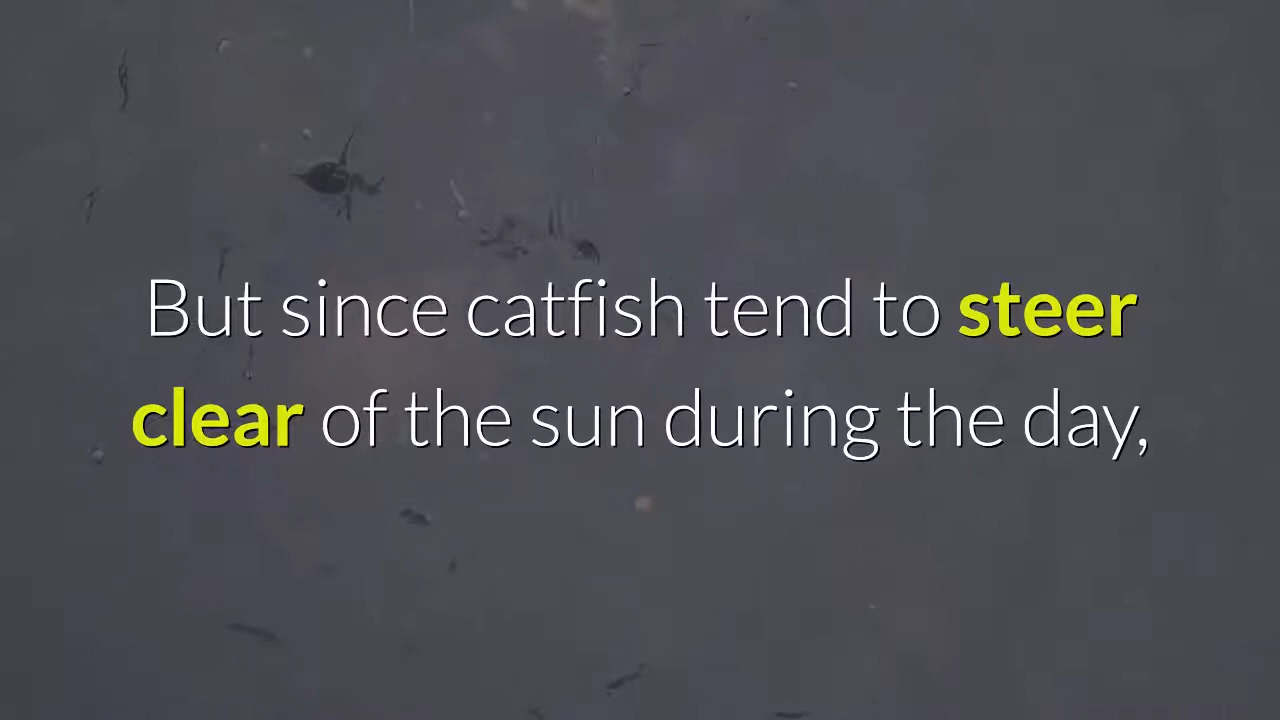 But since catfish tend to steer
clear of the sun during the day,